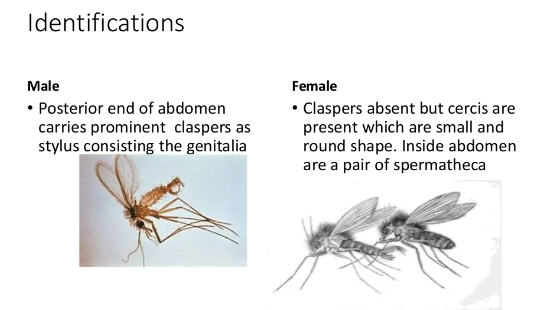 Identifications
Male
• Posterior end of abdomen
carries prominent claspers as
stylus consisting the genitalia
Female
• Claspers absent but cercis are
present which are small and
round shape. Inside abdomen
are a pair of spermatheca